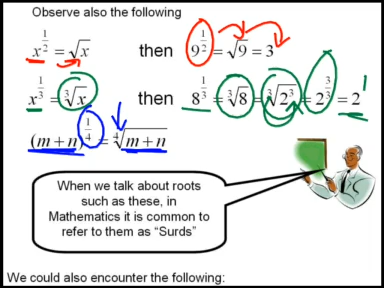 Observe also the following
x^{1/2} = √x then 9^{1/2} = √9 = 3
x^{1/3} = ∛x then 8^{1/3} = ∛8 = ∛2³ = 2^{3/3} = 2^1
(m + n)^{1/4} = ∜m + n
When we talk about roots
such as these, in
Mathematics it is common to
refer to them as “Surds”
We could also encounter the following: